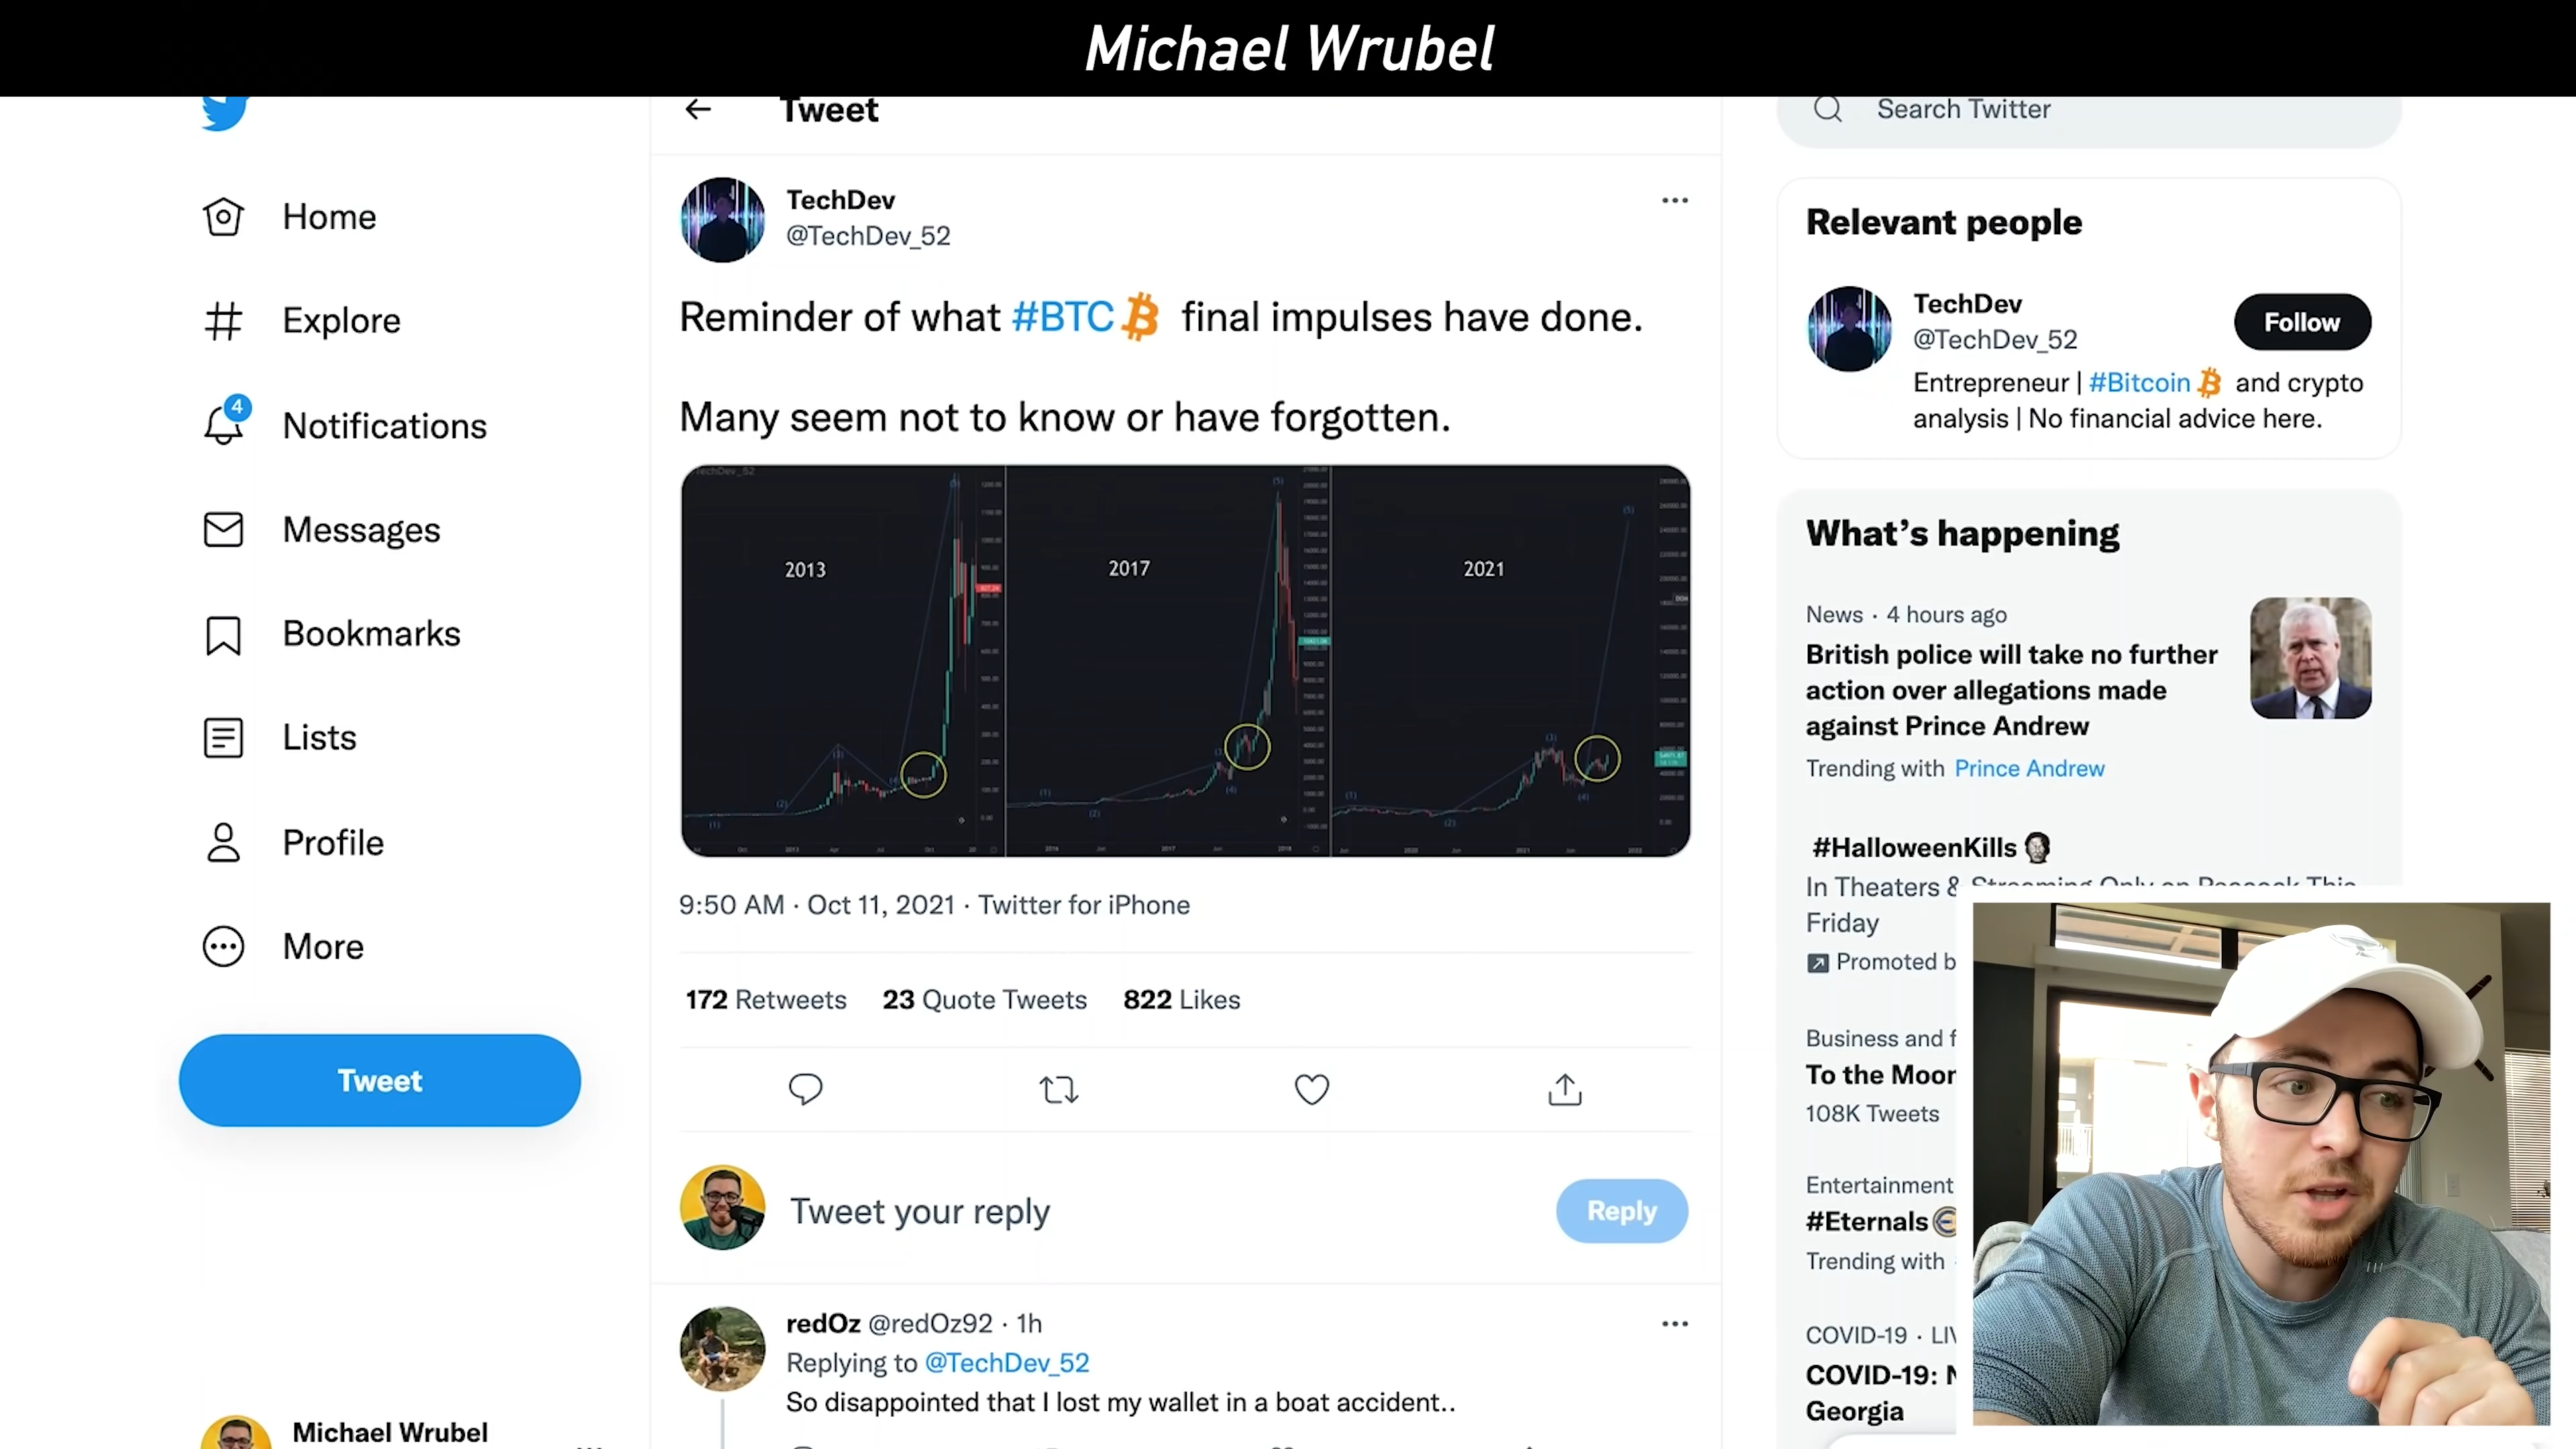 Michael Wrubel
Tweet
Search Twitter
Home
Explore
4
Notifications
Messages
Bookmarks
Lists
Profile
More
Tweet
Michael Wrubel
TechDev
@TechDev_52
Reminder of what #BTC final impulses have done.
Many seem not to know or have forgotten.
TechDev_52
2013
2017
2021
9:50 AM · Oct 11, 2021 · Twitter for iPhone
172 Retweets 23 Quote Tweets 822 Likes
Tweet your reply
Reply
redOz @redOz92 · 1h
Replying to @TechDev_52
So disappointed that I lost my wallet in a boat accident..
Relevant people
TechDev
@TechDev_52
Follow
Entrepreneur | #Bitcoin and crypto
analysis | No financial advice here.
What's happening
News · 4 hours ago
British police will take no further
action over allegations made
against Prince Andrew
Trending with Prince Andrew
#HalloweenKills
In Theaters & Streaming Only on Peacock This
Friday
Promoted b
Business and f
To the Moon
108K Tweets
Entertainment
#Eternals
Trending with
COVID-19 · LIV
COVID-19: N
Georgia